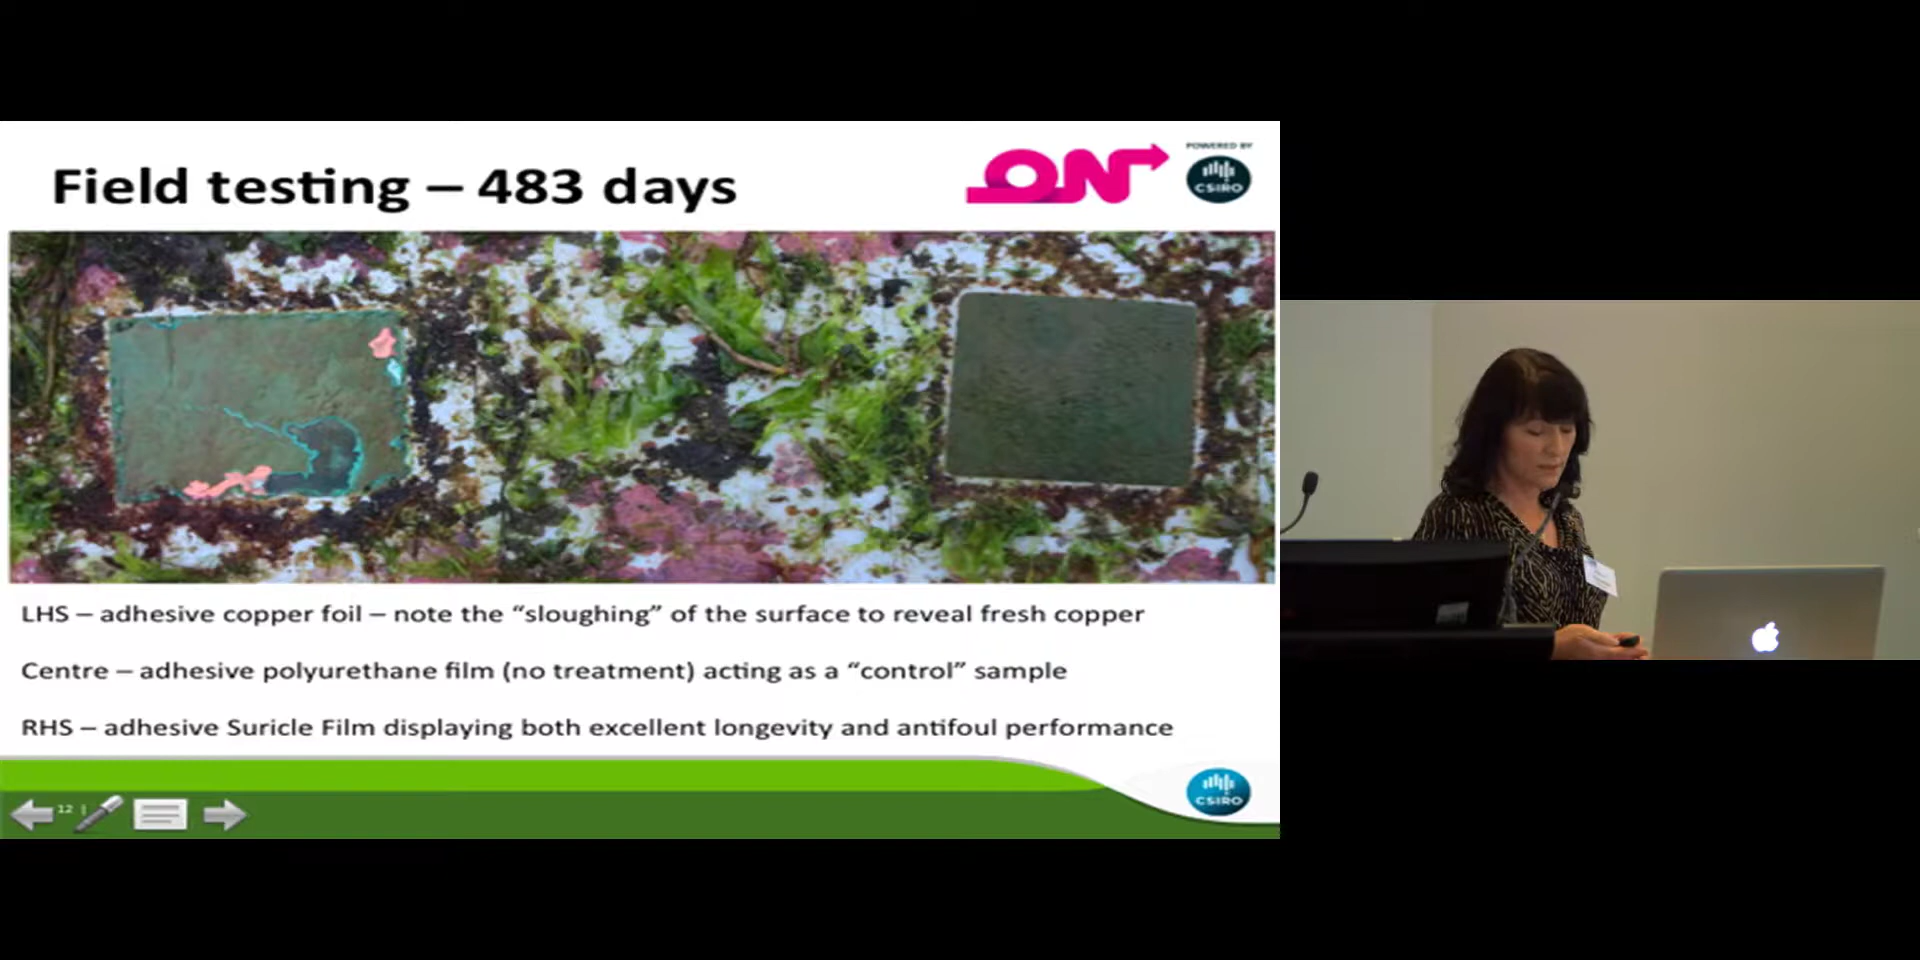 Field testing – 483 days
ON
POWERED BY
CSIRO
LHS – adhesive copper foil – note the “sloughing” of the surface to reveal fresh copper
Centre – adhesive polyurethane film (no treatment) acting as a “control” sample
RHS – adhesive Suricle Film displaying both excellent longevity and antifoul performance
12 |
CSIRO